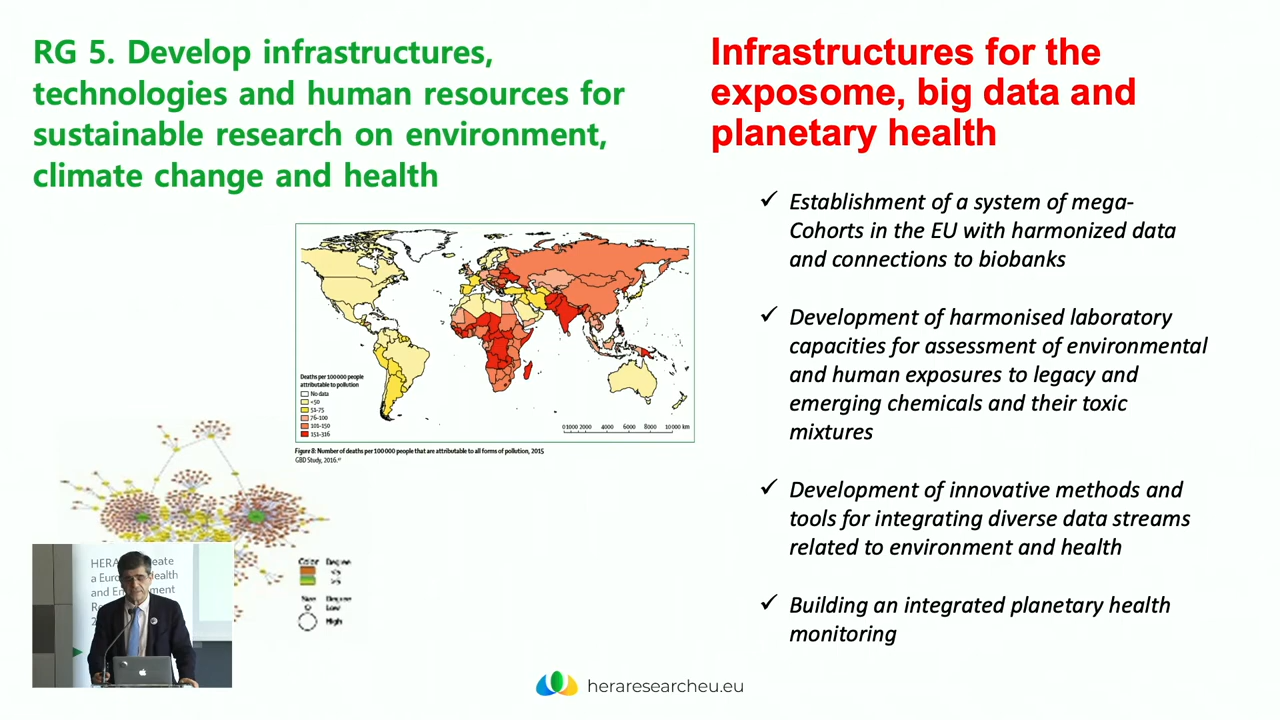 RG 5. Develop infrastructures,
technologies and human resources for
sustainable research on environment,
climate change and health
Infrastructures for the
exposome, big data and
planetary health
✓ Establishment of a system of mega-
Cohorts in the EU with harmonized data
and connections to biobanks
✓ Development of harmonised laboratory
capacities for assessment of environmental
and human exposures to legacy and
emerging chemicals and their toxic
mixtures
✓ Development of innovative methods and
tools for integrating diverse data streams
related to environment and health
✓ Building an integrated planetary health
monitoring
Deaths per 100 000 people
attributable to pollution
No data
<50
51–75
76–100
101–150
151–316
0 1000 2000 4000 6000 8000 10 000 km
Figure 8: Number of deaths per 100 000 people that are attributable to all forms of pollution, 2015
GBD Study, 2016.
Color Degree
Size Degree
Low
High
HERA
a Euro
and En
heraresearcheu.eu